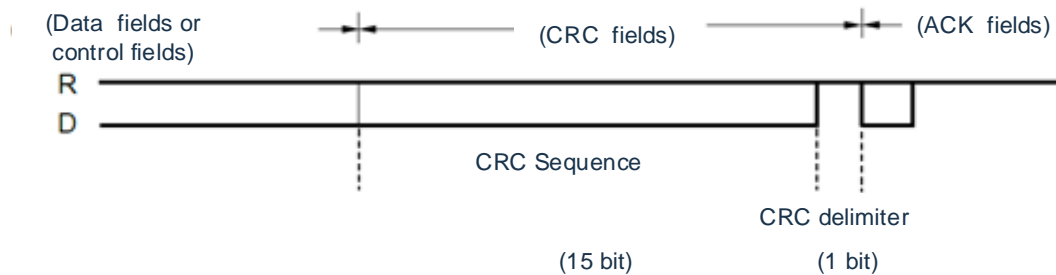 (Data fields or
control fields)
(CRC fields)
(ACK fields)
R
D
CRC Sequence
CRC delimiter
(15 bit)
(1 bit)